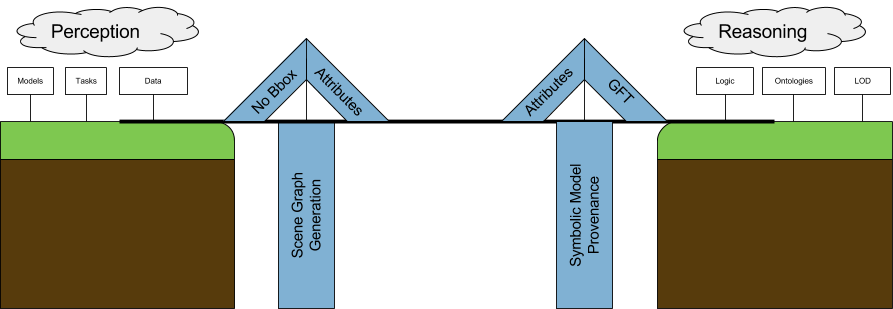 Perception
Reasoning
Models
Tasks
Data
No Bbox
Attributes
Attributes
GFT
Logic
Ontologies
LOD
Scene Graph
Generation
Symbolic Model
Provenance